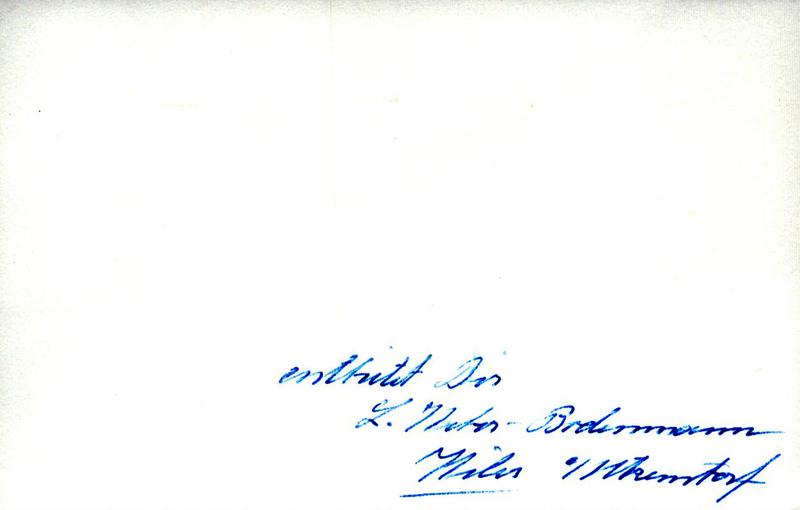 entbietet Dir
L. Weber-Bodenmann
Wiler b/Utzenstorf